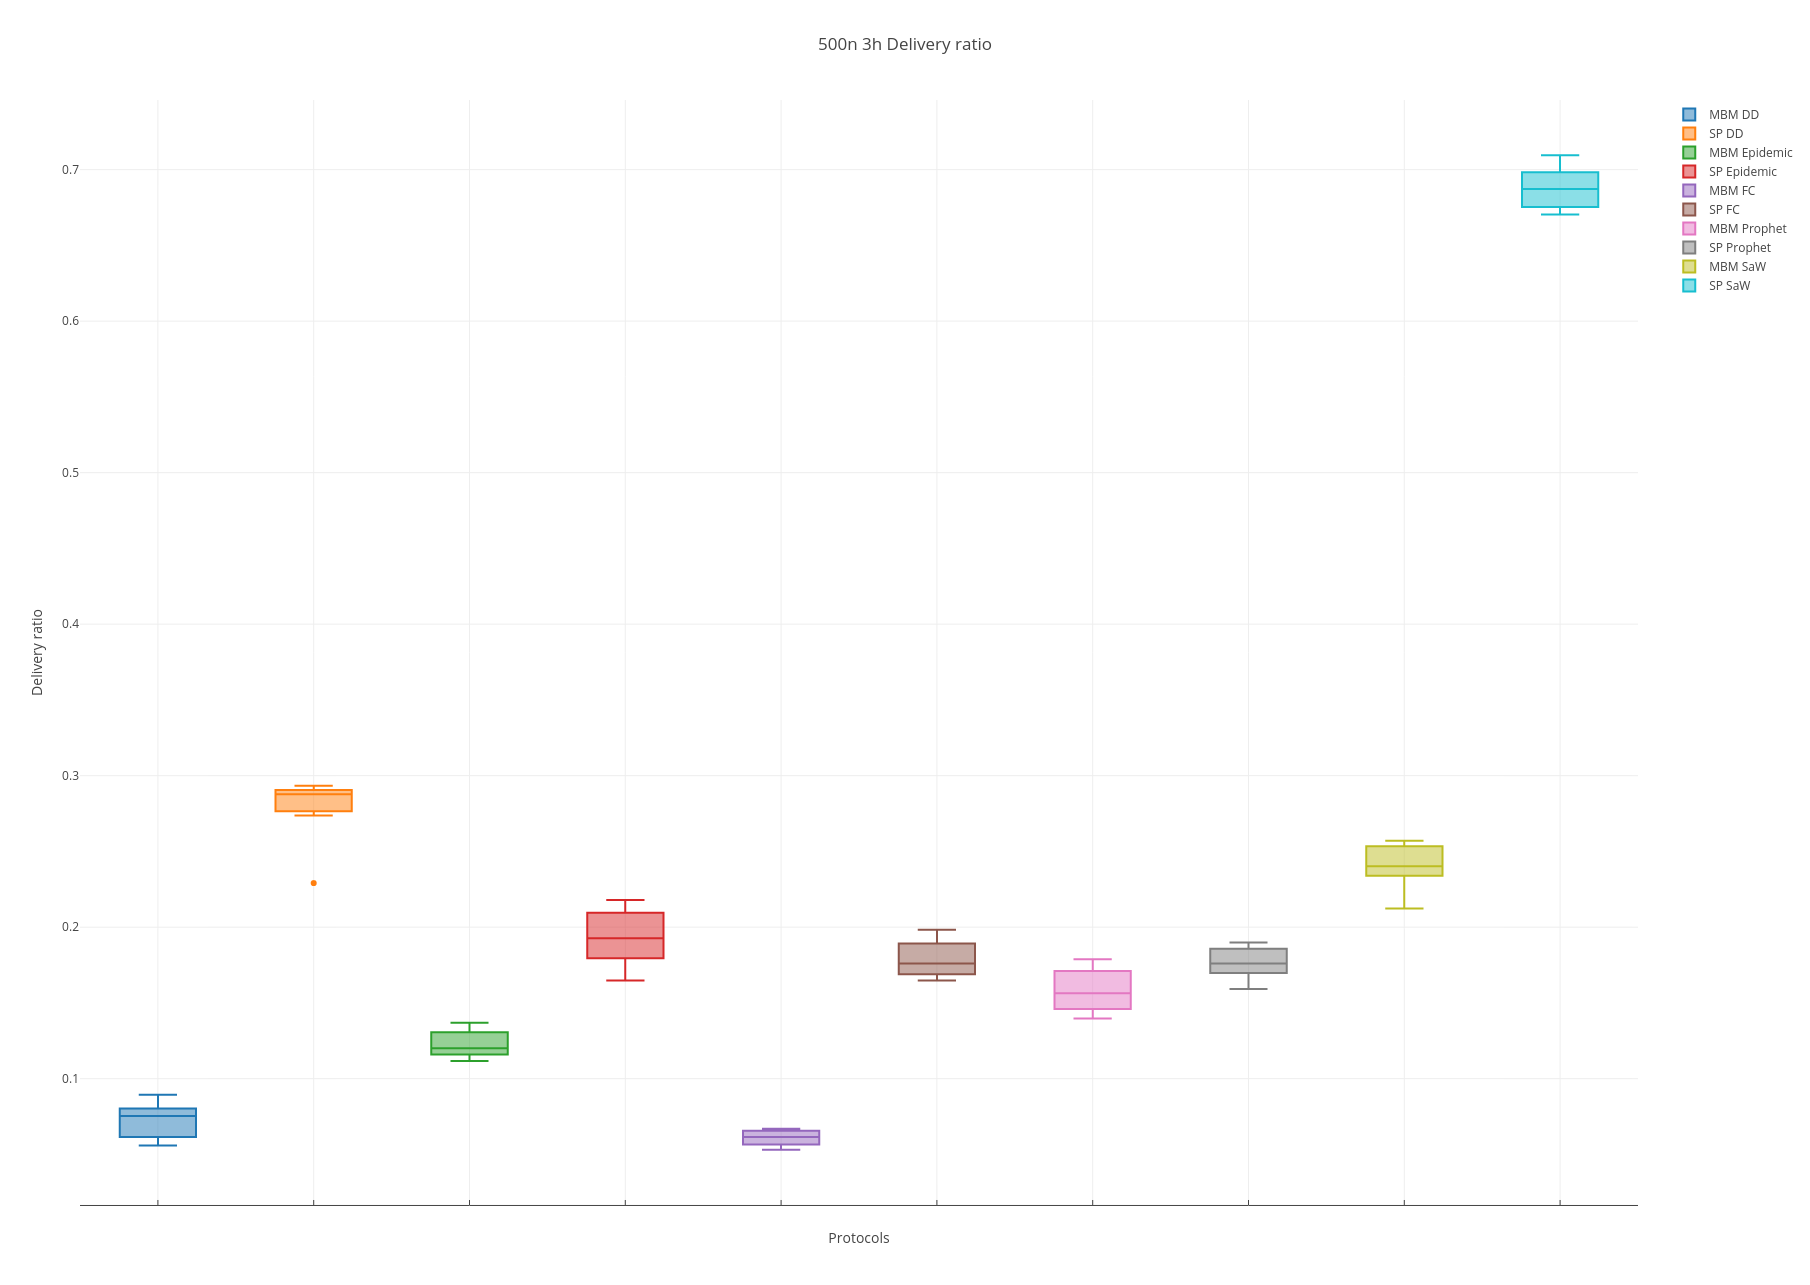 500n 3h Delivery ratio
0.7
0.6
0.5
0.4
0.3
0.2
0.1
Delivery ratio
Protocols
MBM DD
SP DD
MBM Epidemic
SP Epidemic
MBM FC
SP FC
MBM Prophet
SP Prophet
MBM SaW
SP SaW